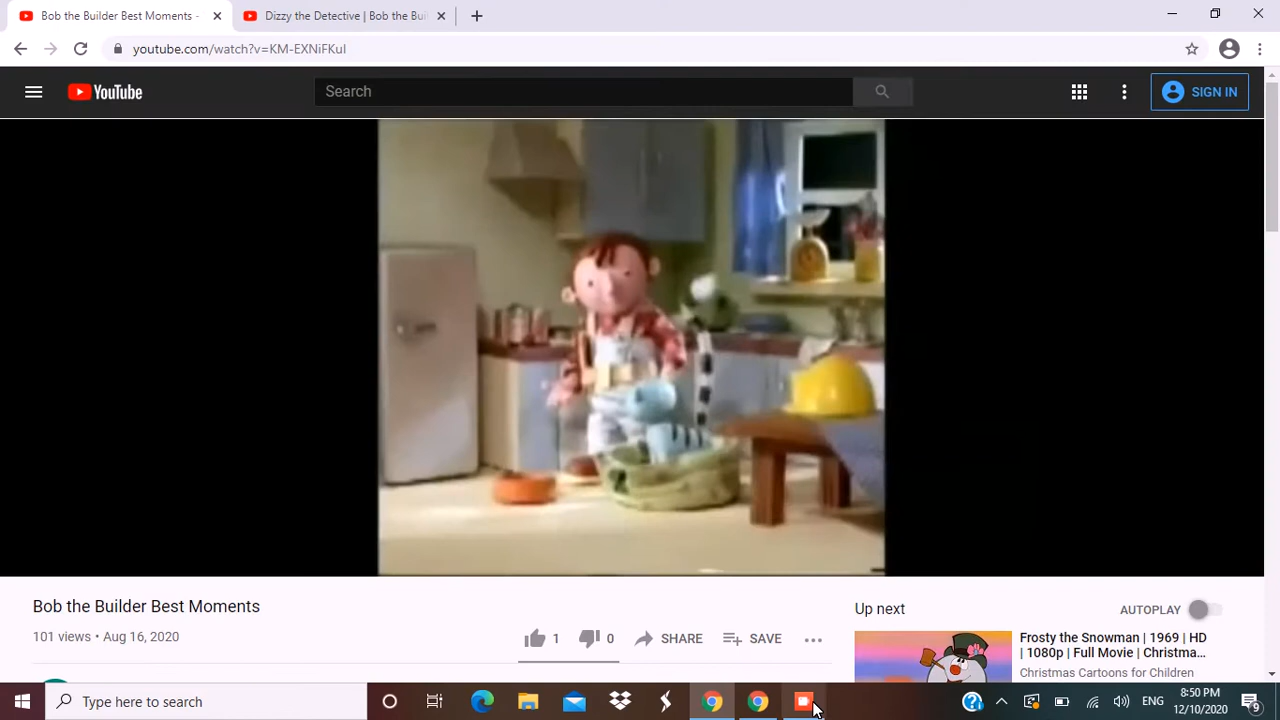 Bob the Builder Best Moments -
Dizzy the Detective | Bob the Buil
youtube.com/watch?v=KM-EXNiFKuI
YouTube
Search
SIGN IN
Bob the Builder Best Moments
101 views • Aug 16, 2020
1
0
SHARE
SAVE
Up next
AUTOPLAY
Frosty the Snowman | 1969 | HD
| 1080p | Full Movie | Christma...
Christmas Cartoons for Children
Type here to search
ENG
8:50 PM
12/10/2020
9